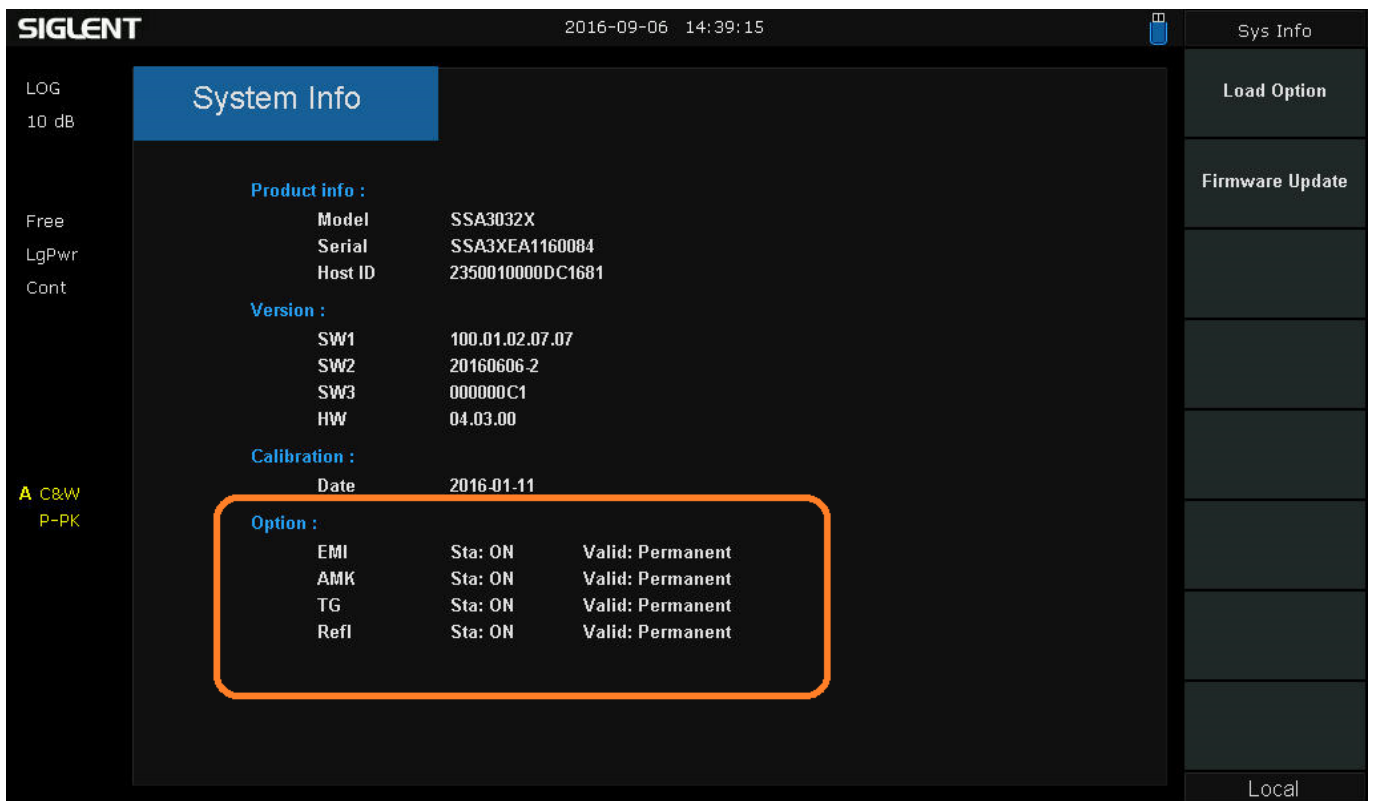 SIGLENT 2016-09-06 14:39:15 Sys Info
LOG
10 dB
Free
LgPwr
Cont
A C&W
P-PK
System Info
Product info :
Model SSA3032X
Serial SSA3XEA1160084
Host ID 2350010000DC1681
Version :
SW1 100.01.02.07.07
SW2 20160606-2
SW3 000000C1
HW 04.03.00
Calibration :
Date 2016-01-11
Option :
EMI Sta: ON Valid: Permanent
AMK Sta: ON Valid: Permanent
TG Sta: ON Valid: Permanent
Refl Sta: ON Valid: Permanent
Load Option
Firmware Update
Local